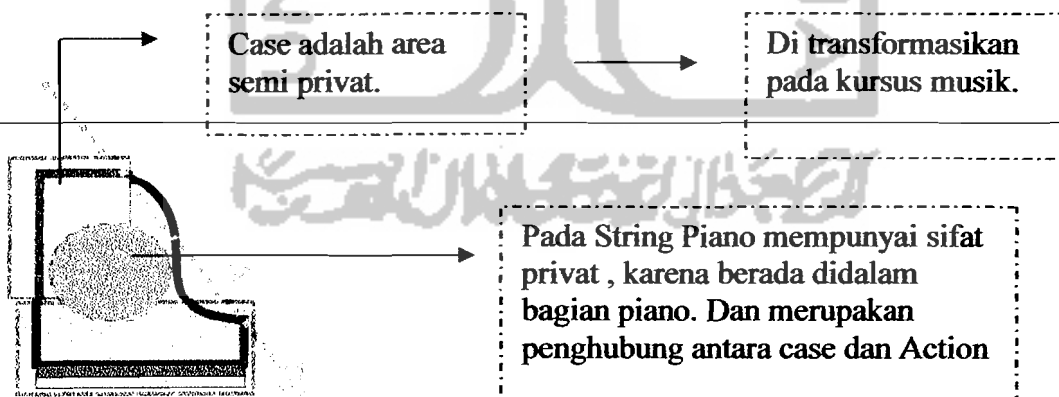 Case adalah area
semi privat.
Di transformasikan
pada kursus musik.
Pada String Piano mempunyai sifat
privat , karena berada didalam
bagian piano. Dan merupakan
penghubung antara case dan Action